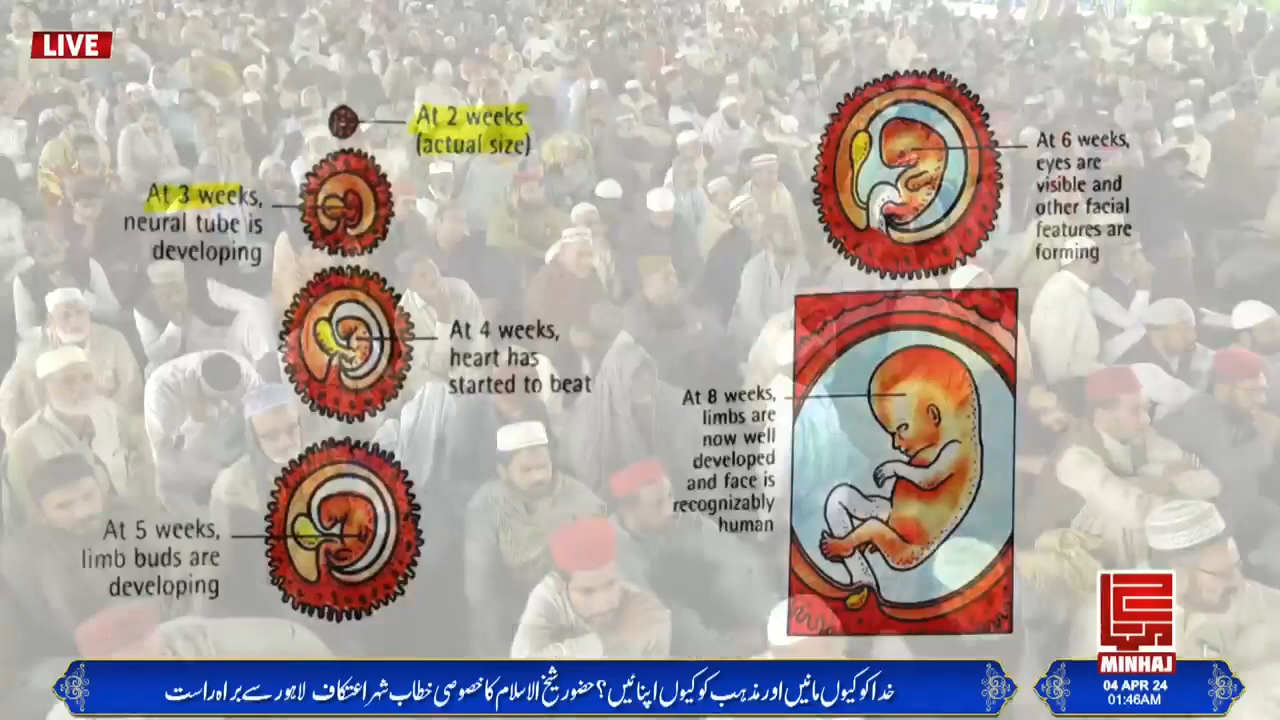 LIVE
At 2 weeks
(actual size)
At 3 weeks,
neural tube is
developing
At 4 weeks,
heart has
started to beat
At 5 weeks,
limb buds are
developing
At 6 weeks,
eyes are
visible and
other facial
features are
forming
At 8 weeks,
limbs are
now well
developed
and face is
recognizably
human
MINHAJ
خدا کو کیوں مانیں اور مذہب کو کیوں اپنائیں؟ حضور شیخ الاسلام کا خصوصی خطاب شہر اعتکاف لاہور سے براہ راست
04 APR 24
01:46AM